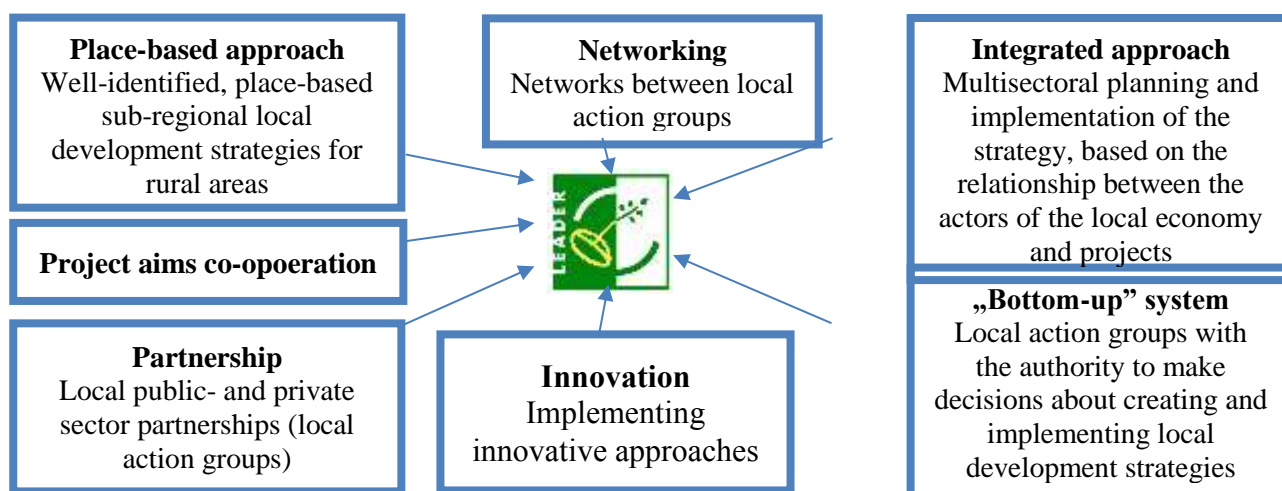 Place-based approach
Well-identified, place-based
sub-regional local
development strategies for
rural areas
Networking
Networks between local
action groups
Integrated approach
Multisectoral planning and
implementation of the
strategy, based on the
relationship between the
actors of the local economy
and projects
Project aims co-opoeration
LEADER
Partnership
Local public- and private
sector partnerships (local
action groups)
Innovation
Implementing
innovative approaches
„Bottom-up” system
Local action groups with
the authority to make
decisions about creating and
implementing local
development strategies